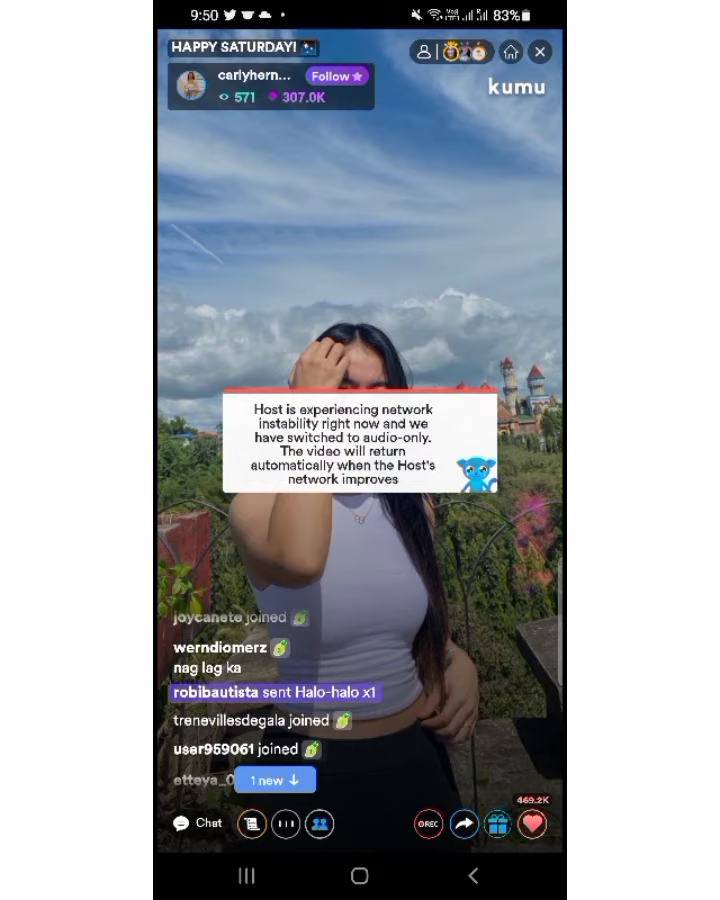 9:50
83%
HAPPY SATURDAY!
carlyhern...
Follow
571
307.0K
kumu
Host is experiencing network
instability right now and we
have switched to audio-only.
The video will return
automatically when the Host's
network improves
joycanete joined
werndiomerz
nag lag ka
robibautista sent Halo-halo x1
trenevillesdegala joined
user959061 joined
etteya_0
1 new ↓
469.2K
Chat
REC